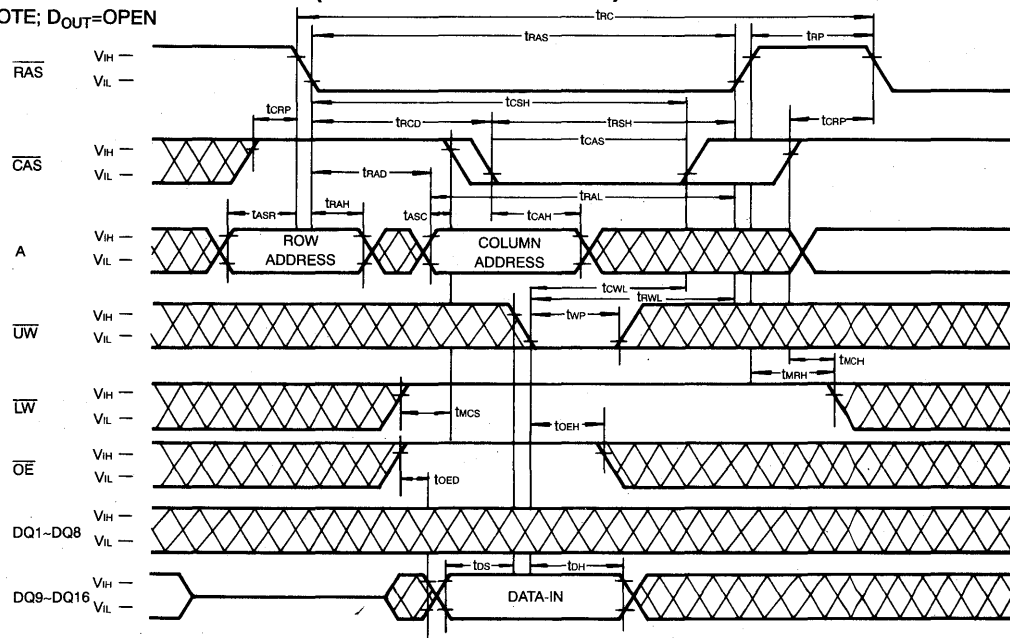 OTE; DOUT=OPEN
tRC
tRAS
tRP
RAS
VIH
VIL
tCSH
tCRP
tRCD
tRSH
tCRP
tCAS
CAS
VIH
VIL
tRAD
tRAL
tASR
tRAH
tASC
tCAH
A
VIH
VIL
ROW
ADDRESS
COLUMN
ADDRESS
tCWL
tRWL
tWP
UW
VIH
VIL
tMCH
tMRH
LW
VIH
VIL
tMCS
tOEH
OE
VIH
VIL
tOED
DQ1~DQ8
VIH
VIL
tDS
tDH
DQ9~DQ16
VIH
VIL
DATA-IN